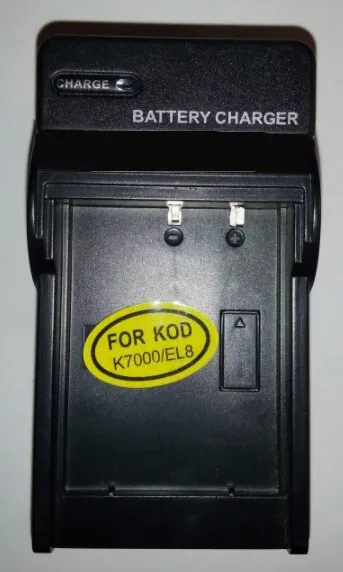 CHARGE
BATTERY CHARGER
- +
FOR KOD
K7000/EL8